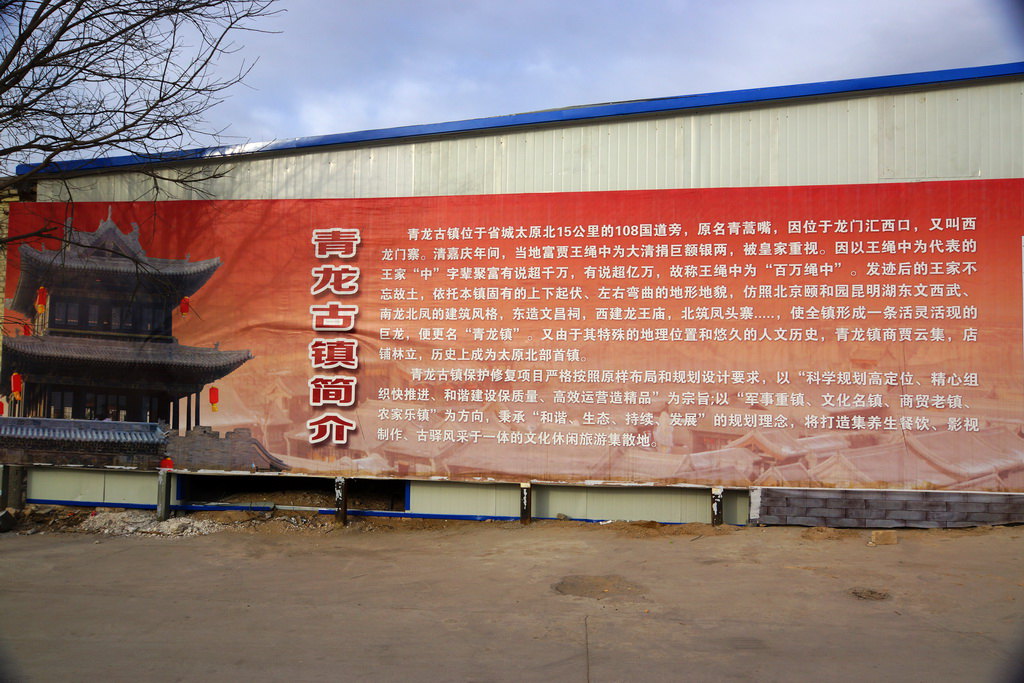 青龙古镇简介
青龙古镇位于省城太原北15公里的108国道旁，原名青蒿嘴，因位于龙门汇西口，又叫西
龙门寨。清嘉庆年间，当地富贾王绳中为大清捐巨额银两，被皇家重视。因以王绳中为代表的
王家“中”字辈聚富有说超千万，有说超亿万，故称王绳中为“百万绳中”。发迹后的王家不
忘故土，依托本镇固有的上下起伏、左右弯曲的地形地貌，仿照北京颐和园昆明湖东文西武、
南龙北凤的建筑风格，东造文昌祠，西建龙王庙，北筑凤头寨.....，使全镇形成一条活灵活现的
巨龙，便更名“青龙镇”。又由于其特殊的地理位置和悠久的人文历史，青龙镇商贾云集，店
铺林立，历史上成为太原北部首镇。
青龙古镇保护修复项目严格按照原样布局和规划设计要求，以“科学规划高定位、精心组
织快推进、和谐建设保质量、高效运营造精品”为宗旨；以“军事重镇、文化名镇、商贸老镇、
农家乐镇”为方向，秉承“和谐、生态、持续、发展”的规划理念，将打造集养生餐饮、影视
制作、古驿风采于一体的文化休闲旅游集散地。